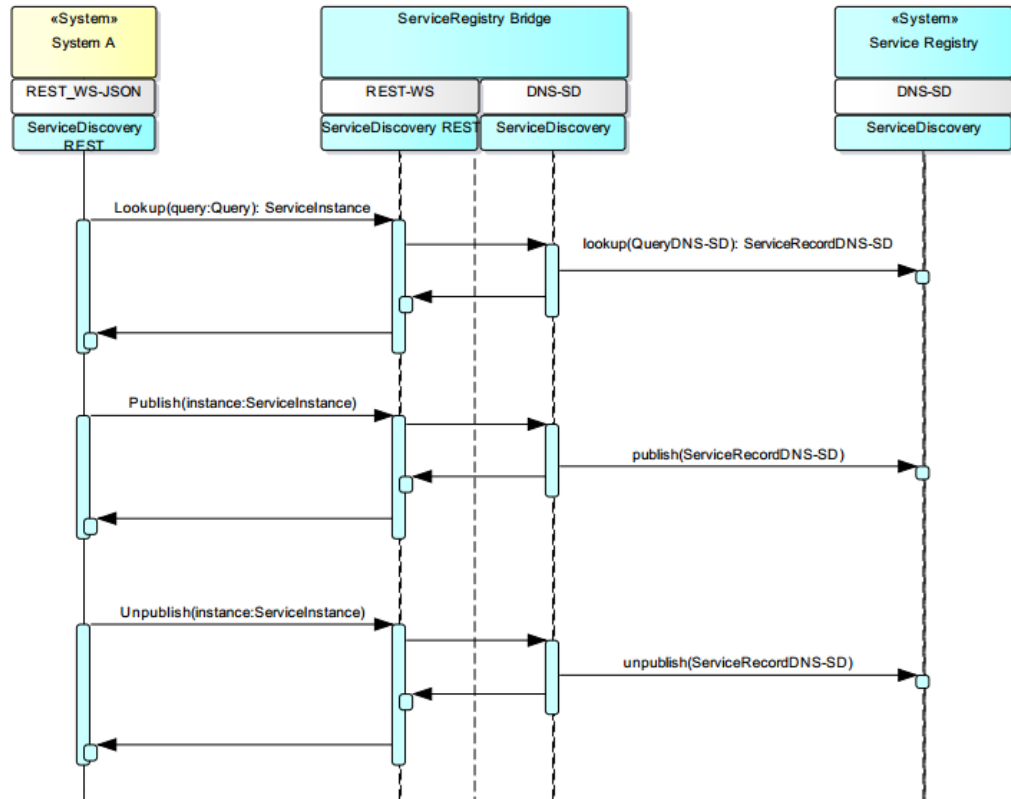 «System»
System A
REST_WS-JSON
ServiceDiscovery
REST
ServiceRegistry Bridge
REST-WS
DNS-SD
ServiceDiscovery REST
ServiceDiscovery
«System»
Service Registry
DNS-SD
ServiceDiscovery
Lookup(query:Query): ServiceInstance
lookup(QueryDNS-SD): ServiceRecordDNS-SD
Publish(instance:ServiceInstance)
publish(ServiceRecordDNS-SD)
Unpublish(instance:ServiceInstance)
unpublish(ServiceRecordDNS-SD)